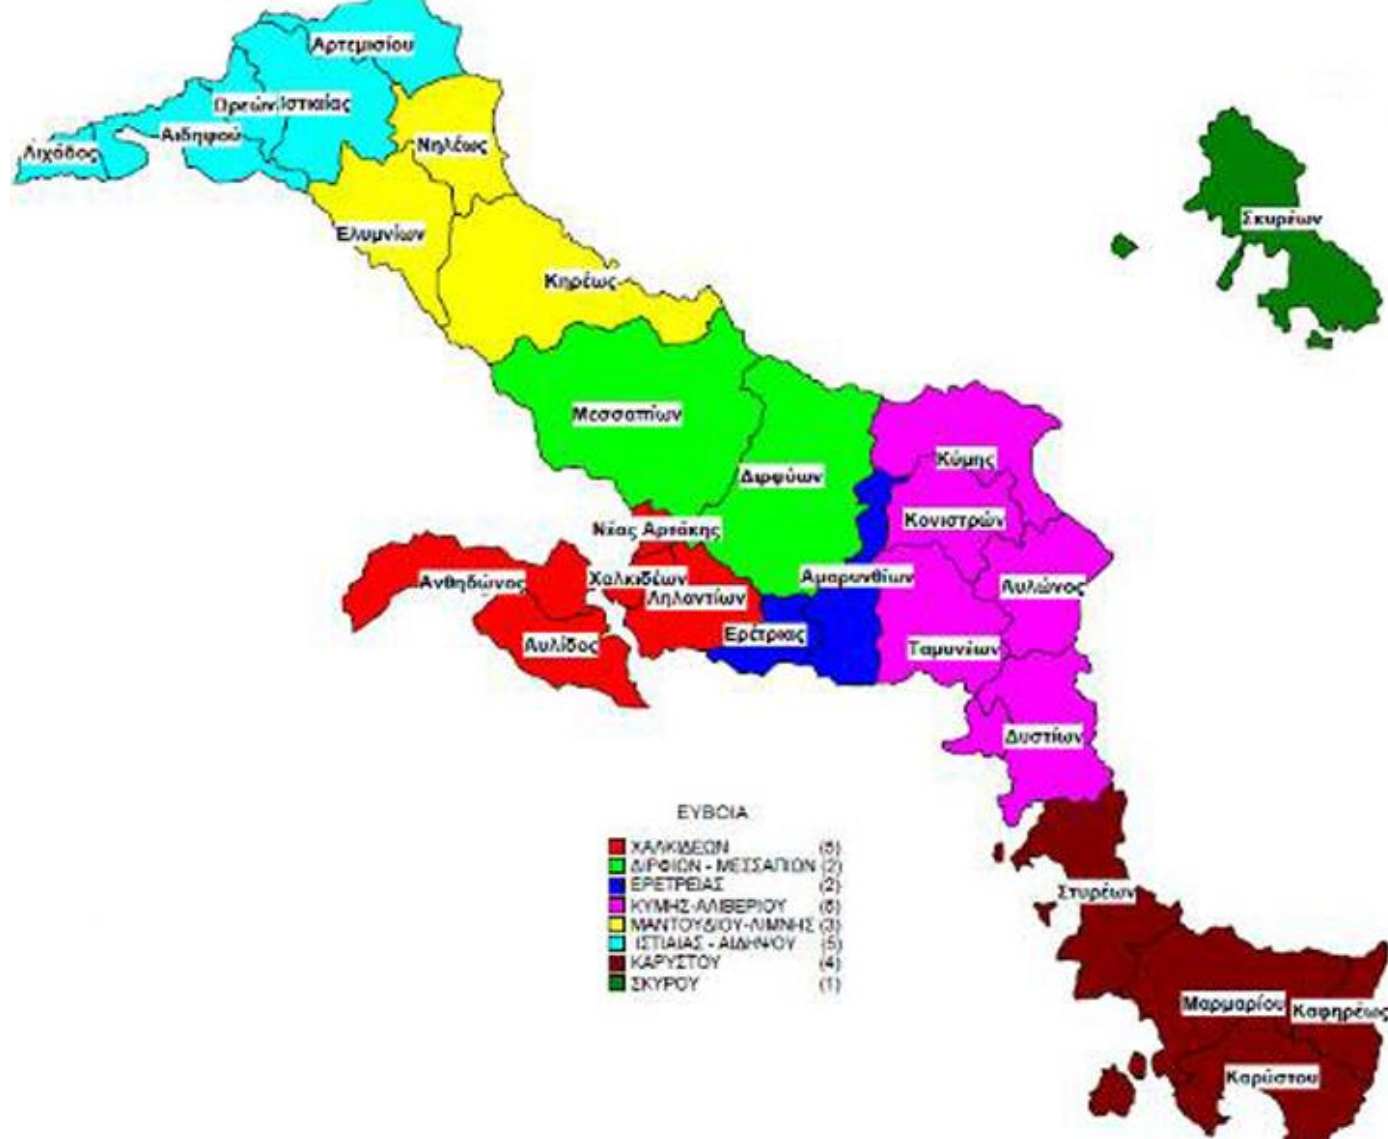 Αρτεμισίου
Ωρεών
Ιστιαίας
Αιδηψού
Λιχάδος
Νηλέως
Ελυμνίων
Κηρέως
Σκυρέων
Μεσσαπίων
Διρφύων
Κύμης
Κονιστρών
Νέας Αρτάκης
Ανθηδώνος
Χαλκιδέων
Ληλαντίων
Αμαρυνθίων
Αυλώνος
Ερέτριας
Αυλίδος
Ταμυνέων
Δυστίων
ΕΥΒΟΙΑ
ΧΑΛΚΙΔΕΩΝ (5)
ΔΙΡΦΙΩΝ - ΜΕΣΣΑΠΙΩΝ (2)
ΕΡΕΤΡΕΙΑΣ (2)
ΚΥΜΗΣ-ΑΛΙΒΕΡΙΟΥ
ΜΑΝΤΟΥΔΙΟΥ-ΛΙΜΝΗΣ (3)
ΙΣΤΙΑΙΑΣ - ΑΙΔΗΨΟΥ (5)
ΚΑΡΥΣΤΟΥ (4)
ΣΚΥΡΟΥ (1)
Στυρέων
Μαρμαρίου
Καφηρέως
Καρύστου